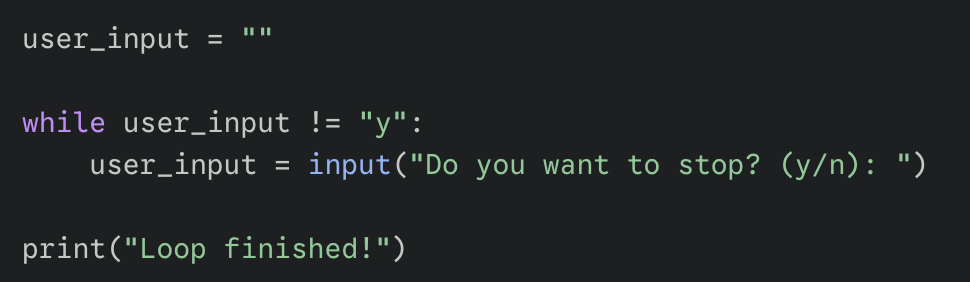 user_input = ""
while user_input != "y":
    user_input = input("Do you want to stop? (y/n): ")
print("Loop finished!")